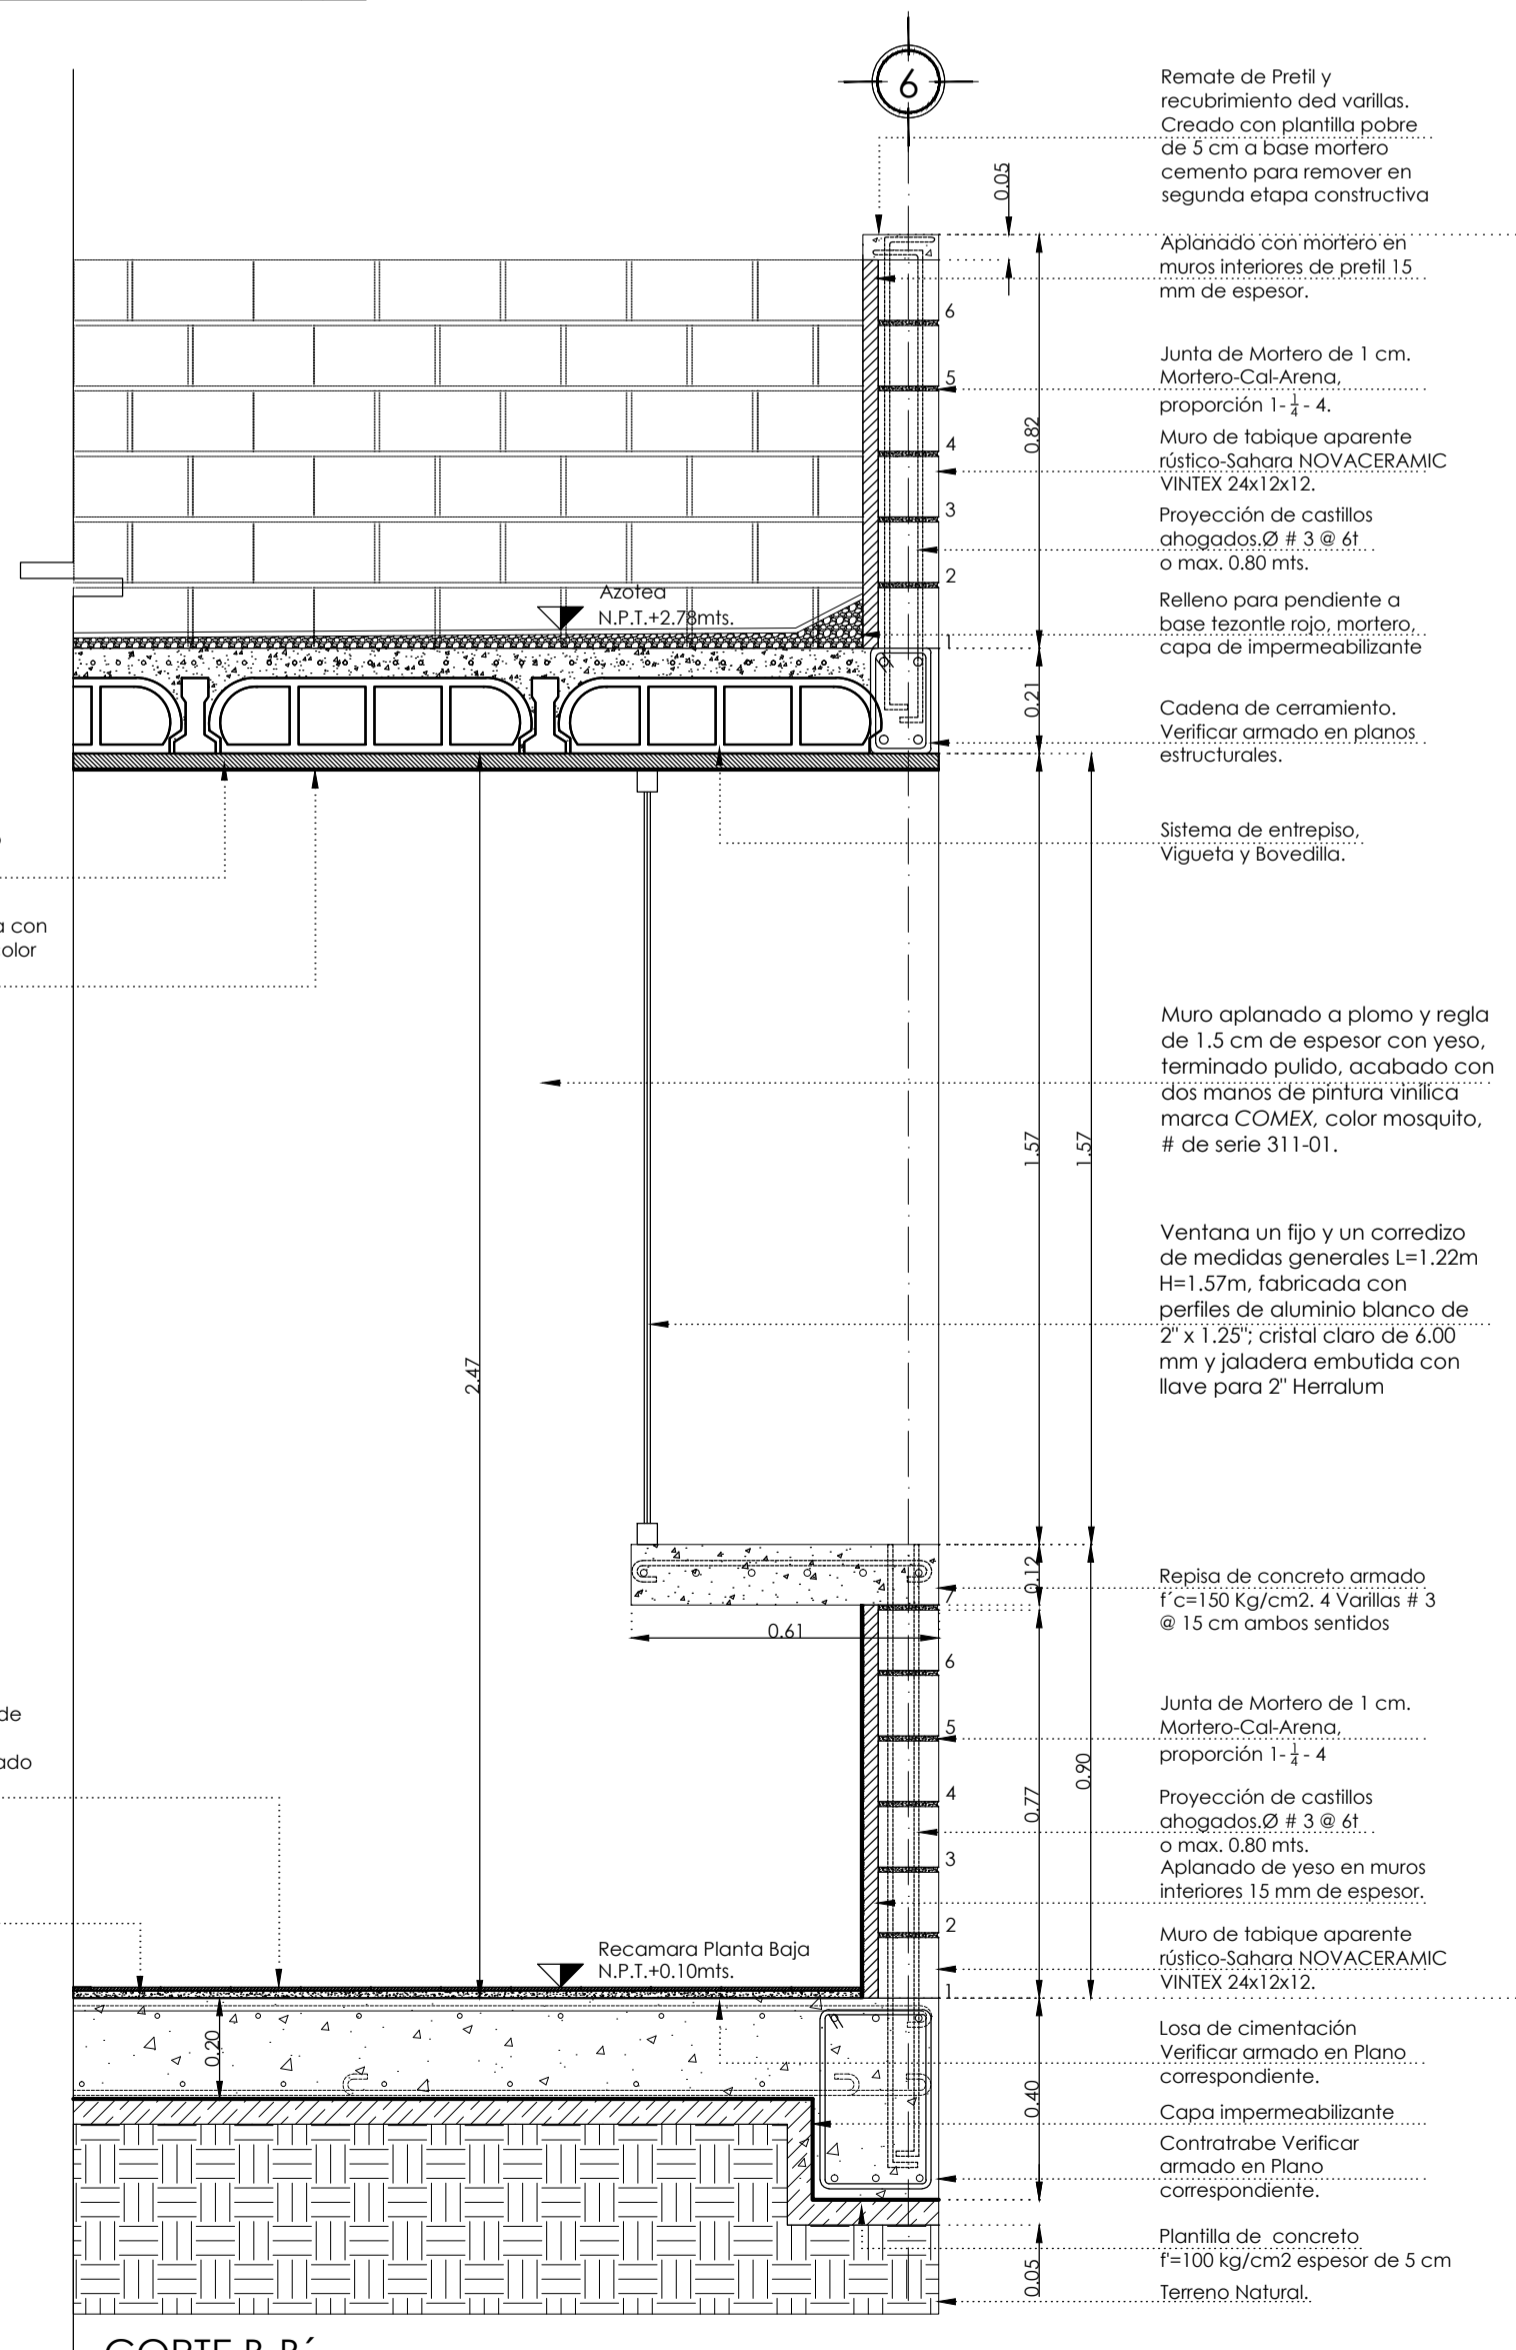 6
Remate de Pretil y
recubrimiento ded varillas.
Creado con plantilla pobre
de 5 cm a base mortero
cemento para remover en
segunda etapa constructiva
0.05
Aplanado con mortero en
muros interiores de pretil 15
mm de espesor.
6
Junta de Mortero de 1 cm.
Mortero-Cal-Arena,
proporción 1- 1/4 - 4.
5
0.82
Muro de tabique aparente
rústico-Sahara NOVACERAMIC
VINTEX 24x12x12.
4
Proyección de castillos
ahogados.Ø # 3 @ 6t
o max. 0.80 mts.
3
2
Azotea
N.P.T.+2.78mts.
Relleno para pendiente a
base tezontle rojo, mortero,
capa de impermeabilizante
1
0.21
Cadena de cerramiento.
Verificar armado en planos
estructurales.
Sistema de entrepiso,
Vigueta y Bovedilla.
a con
olor
Muro aplanado a plomo y regla
de 1.5 cm de espesor con yeso,
terminado pulido, acabado con
dos manos de pintura vinílica
marca COMEX, color mosquito,
# de serie 311-01.
1.57
1.57
Ventana un fijo y un corredizo
de medidas generales L=1.22m
H=1.57m, fabricada con
perfiles de aluminio blanco de
2" x 1.25"; cristal claro de 6.00
mm y jaladera embutida con
llave para 2" Herralum
2.47
0.12
Repisa de concreto armado
f´c=150 Kg/cm2. 4 Varillas # 3
@ 15 cm ambos sentidos
7
0.61
6
de
ado
Junta de Mortero de 1 cm.
Mortero-Cal-Arena,
proporción 1- 1/4 - 4
5
0.90
4
0.77
Proyección de castillos
ahogados.Ø # 3 @ 6t
o max. 0.80 mts.
3
Aplanado de yeso en muros
interiores 15 mm de espesor.
2
Recamara Planta Baja
N.P.T.+0.10mts.
Muro de tabique aparente
rústico-Sahara NOVACERAMIC
VINTEX 24x12x12.
1
0.20
Losa de cimentación
Verificar armado en Plano
correspondiente.
0.40
Capa impermeabilizante
Contratrabe Verificar
armado en Plano
correspondiente.
Plantilla de concreto
f'=100 kg/cm2 espesor de 5 cm
0.05
Terreno Natural.
CORTE B-B´